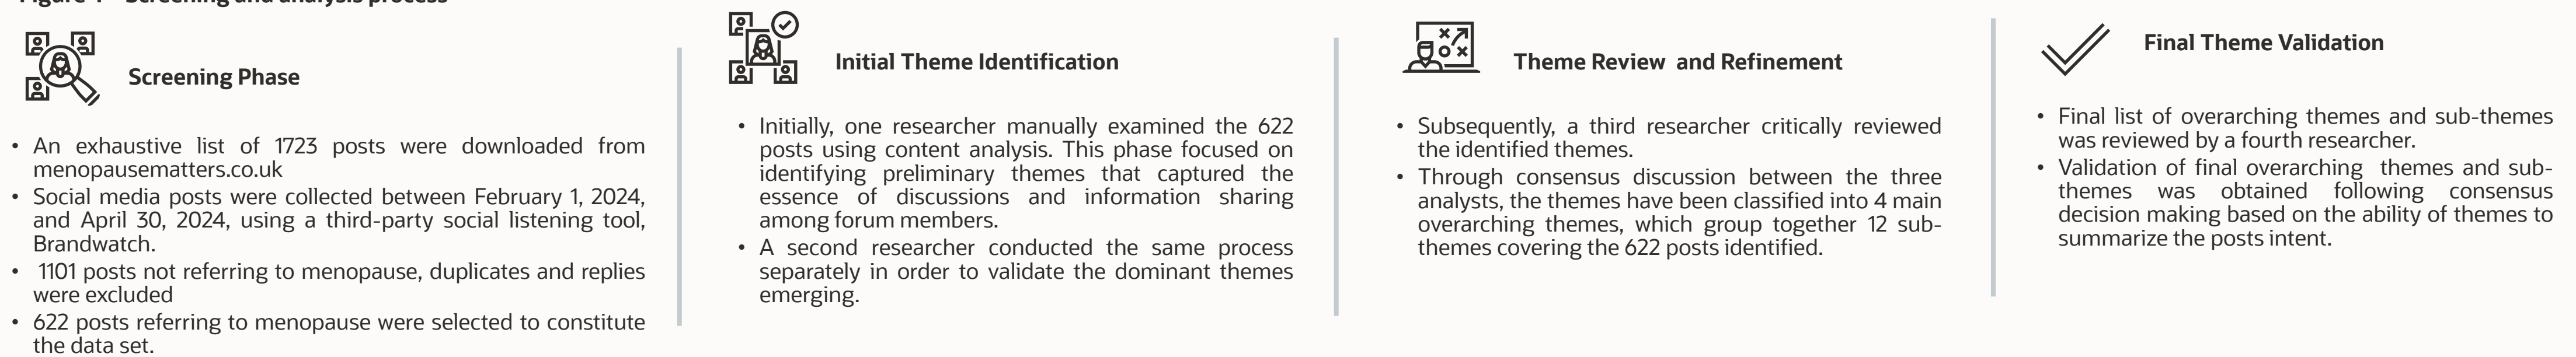 Figure 1 – Screening and analysis process
Screening Phase
• An exhaustive list of 1723 posts were downloaded from
menopausematters.co.uk
• Social media posts were collected between February 1, 2024,
and April 30, 2024, using a third-party social listening tool,
Brandwatch.
• 1101 posts not referring to menopause, duplicates and replies
were excluded
• 622 posts referring to menopause were selected to constitute
the data set.
Initial Theme Identification
• Initially, one researcher manually examined the 622
posts using content analysis. This phase focused on
identifying preliminary themes that captured the
essence of discussions and information sharing
among forum members.
• A second researcher conducted the same process
separately in order to validate the dominant themes
emerging.
Theme Review and Refinement
• Subsequently, a third researcher critically reviewed
the identified themes.
• Through consensus discussion between the three
analysts, the themes have been classified into 4 main
overarching themes, which group together 12 sub-
themes covering the 622 posts identified.
Final Theme Validation
• Final list of overarching themes and sub-themes
was reviewed by a fourth researcher.
• Validation of final overarching themes and sub-
themes was obtained following consensus
decision making based on the ability of themes to
summarize the posts intent.